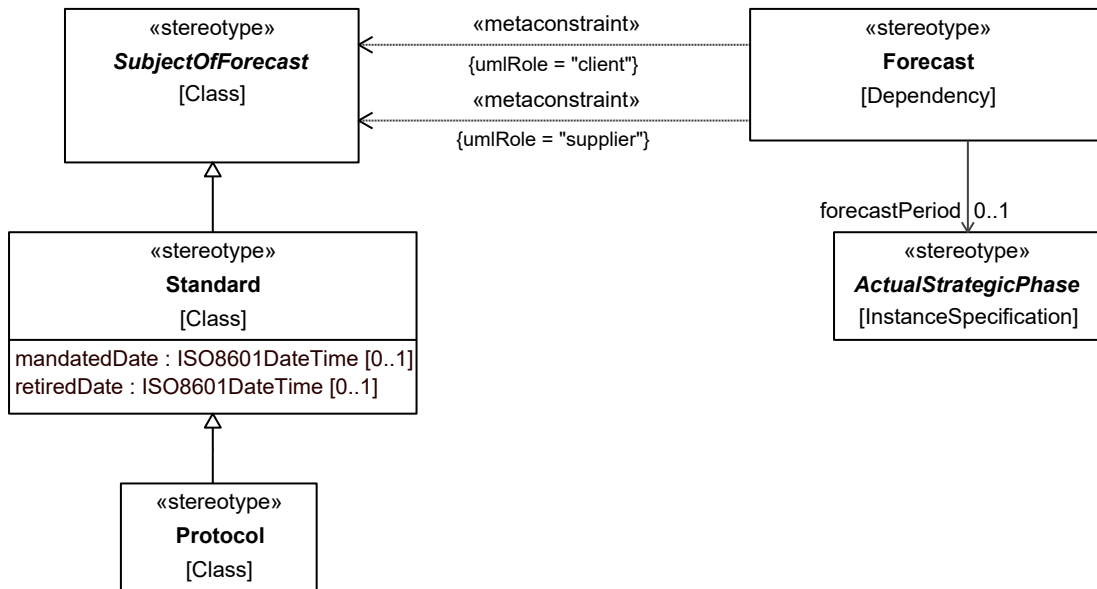 «stereotype»
SubjectOfForecast
[Class]
«metaconstraint»
{umlRole = "client"}
«metaconstraint»
{umlRole = "supplier"}
«stereotype»
Forecast
[Dependency]
forecastPeriod 0..1
«stereotype»
Standard
[Class]
mandatedDate : ISO8601DateTime [0..1]
retiredDate : ISO8601DateTime [0..1]
«stereotype»
ActualStrategicPhase
[InstanceSpecification]
«stereotype»
Protocol
[Class]